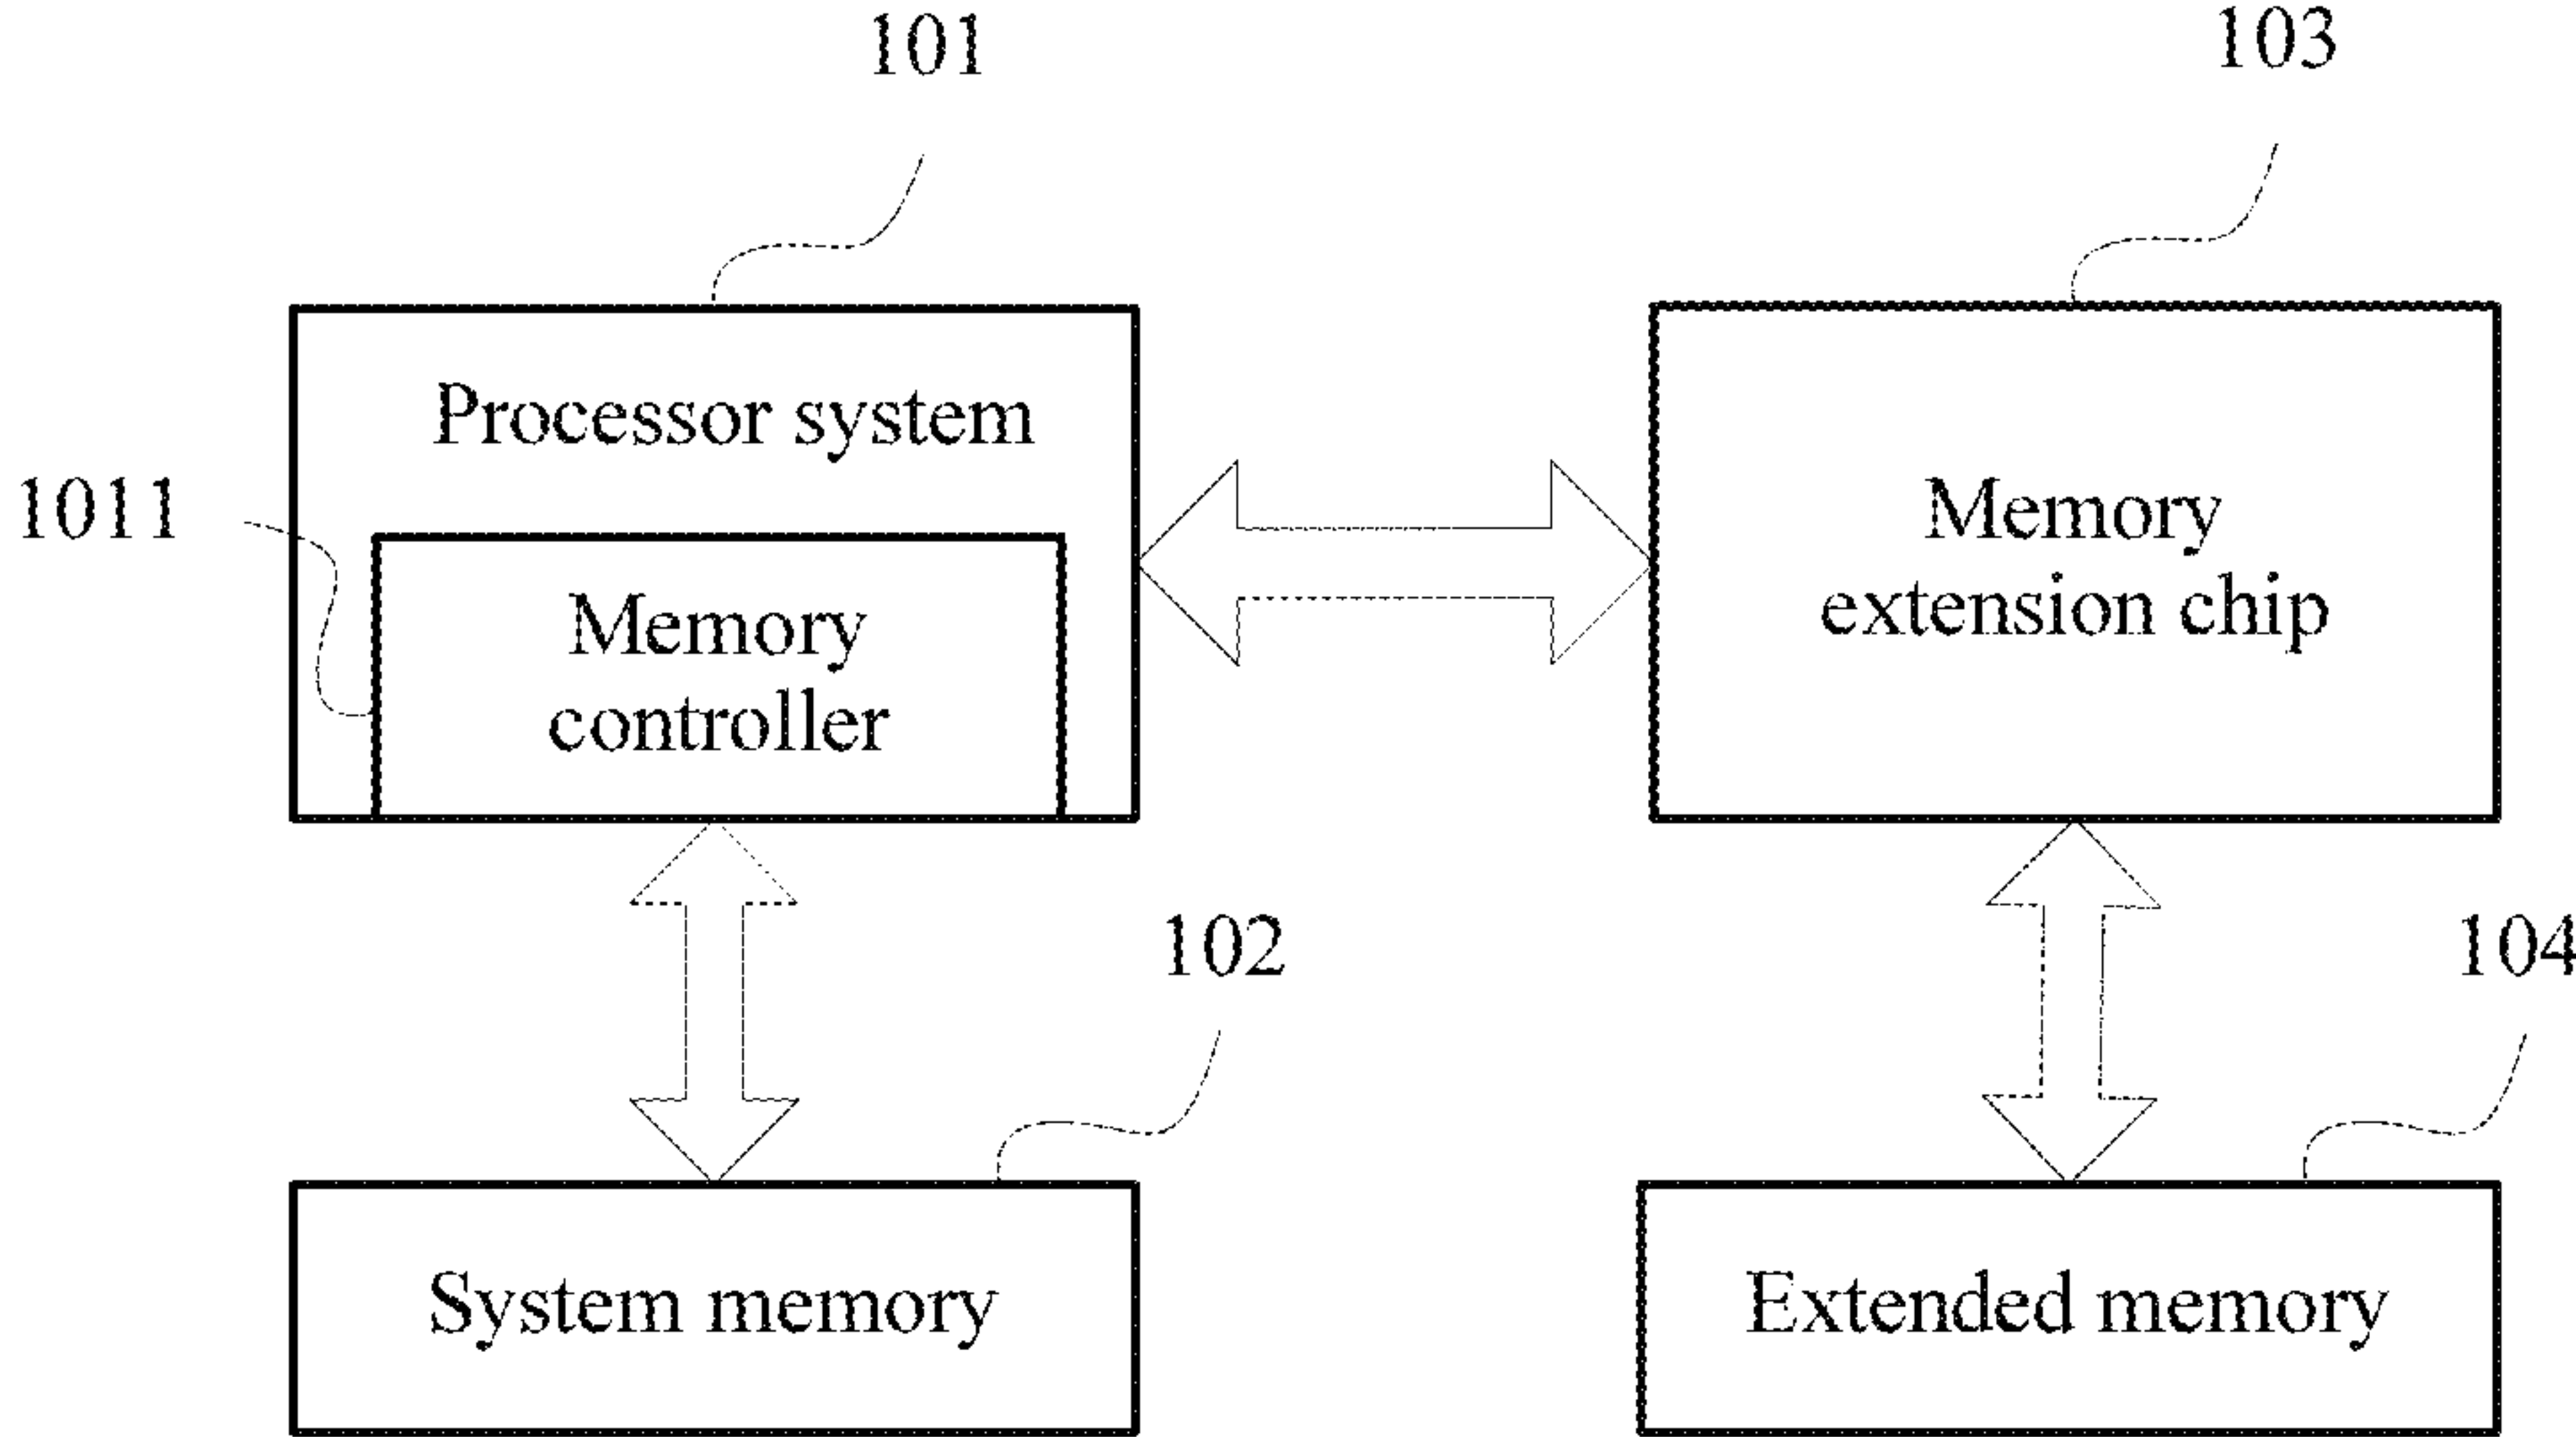 101
103
Processor system
1011
Memory
extension chip
Memory
controller
102
104
System memory
Extended memory